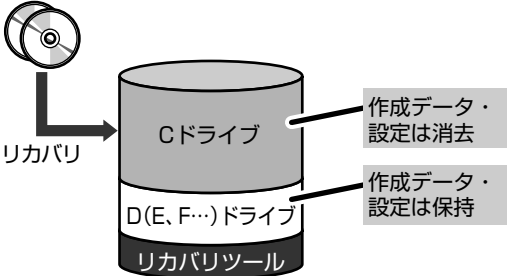 リカバリ
Cドライブ
作成データ・
設定は消去
D(E、F…)ドライブ
作成データ・
設定は保持
リカバリツール